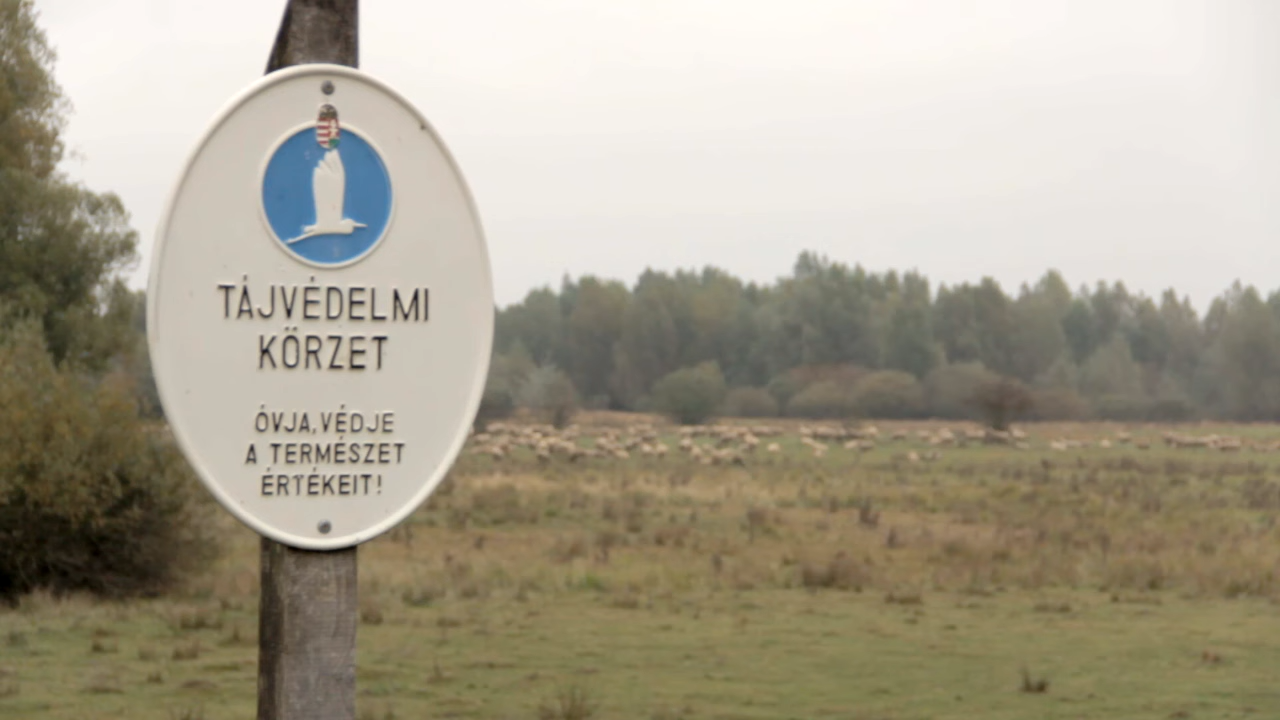 TÁJVÉDELMI
KÖRZET
ÓVJA, VÉDJE
A TERMÉSZET
ÉRTÉKEIT!